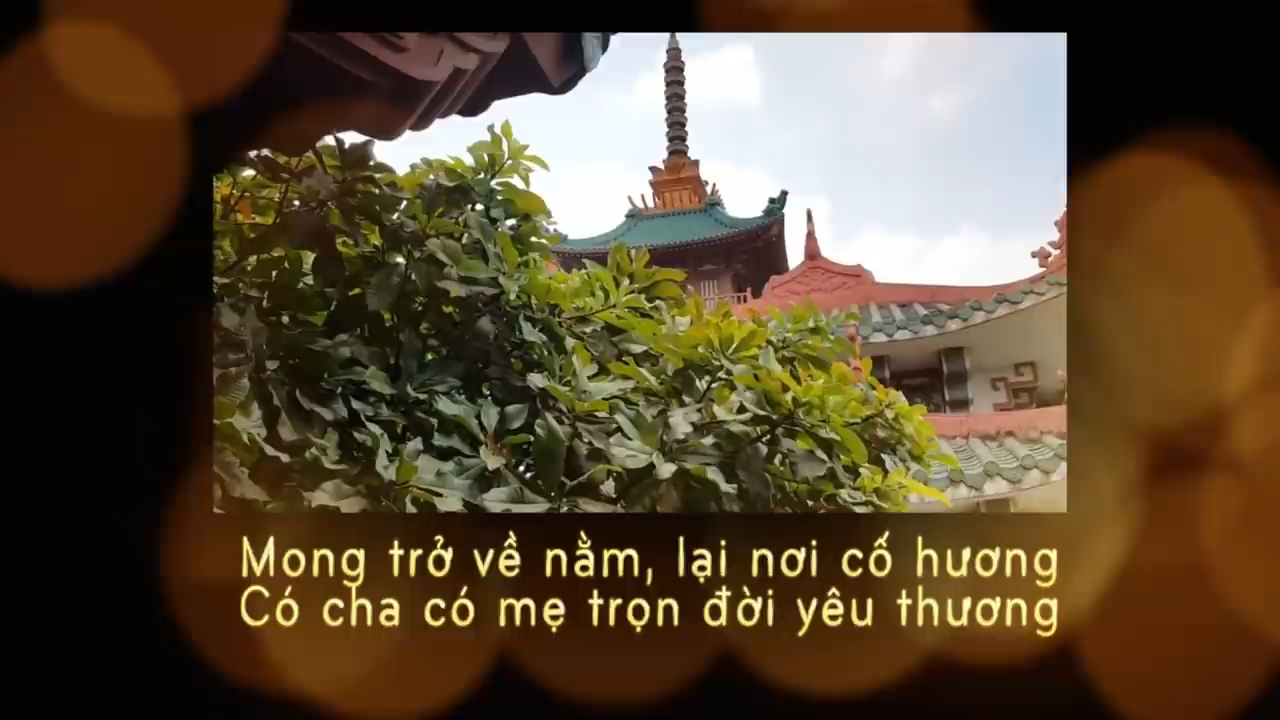 Mong trở về nằm, lại nơi cố hương
Có cha có mẹ trọn đời yêu thương